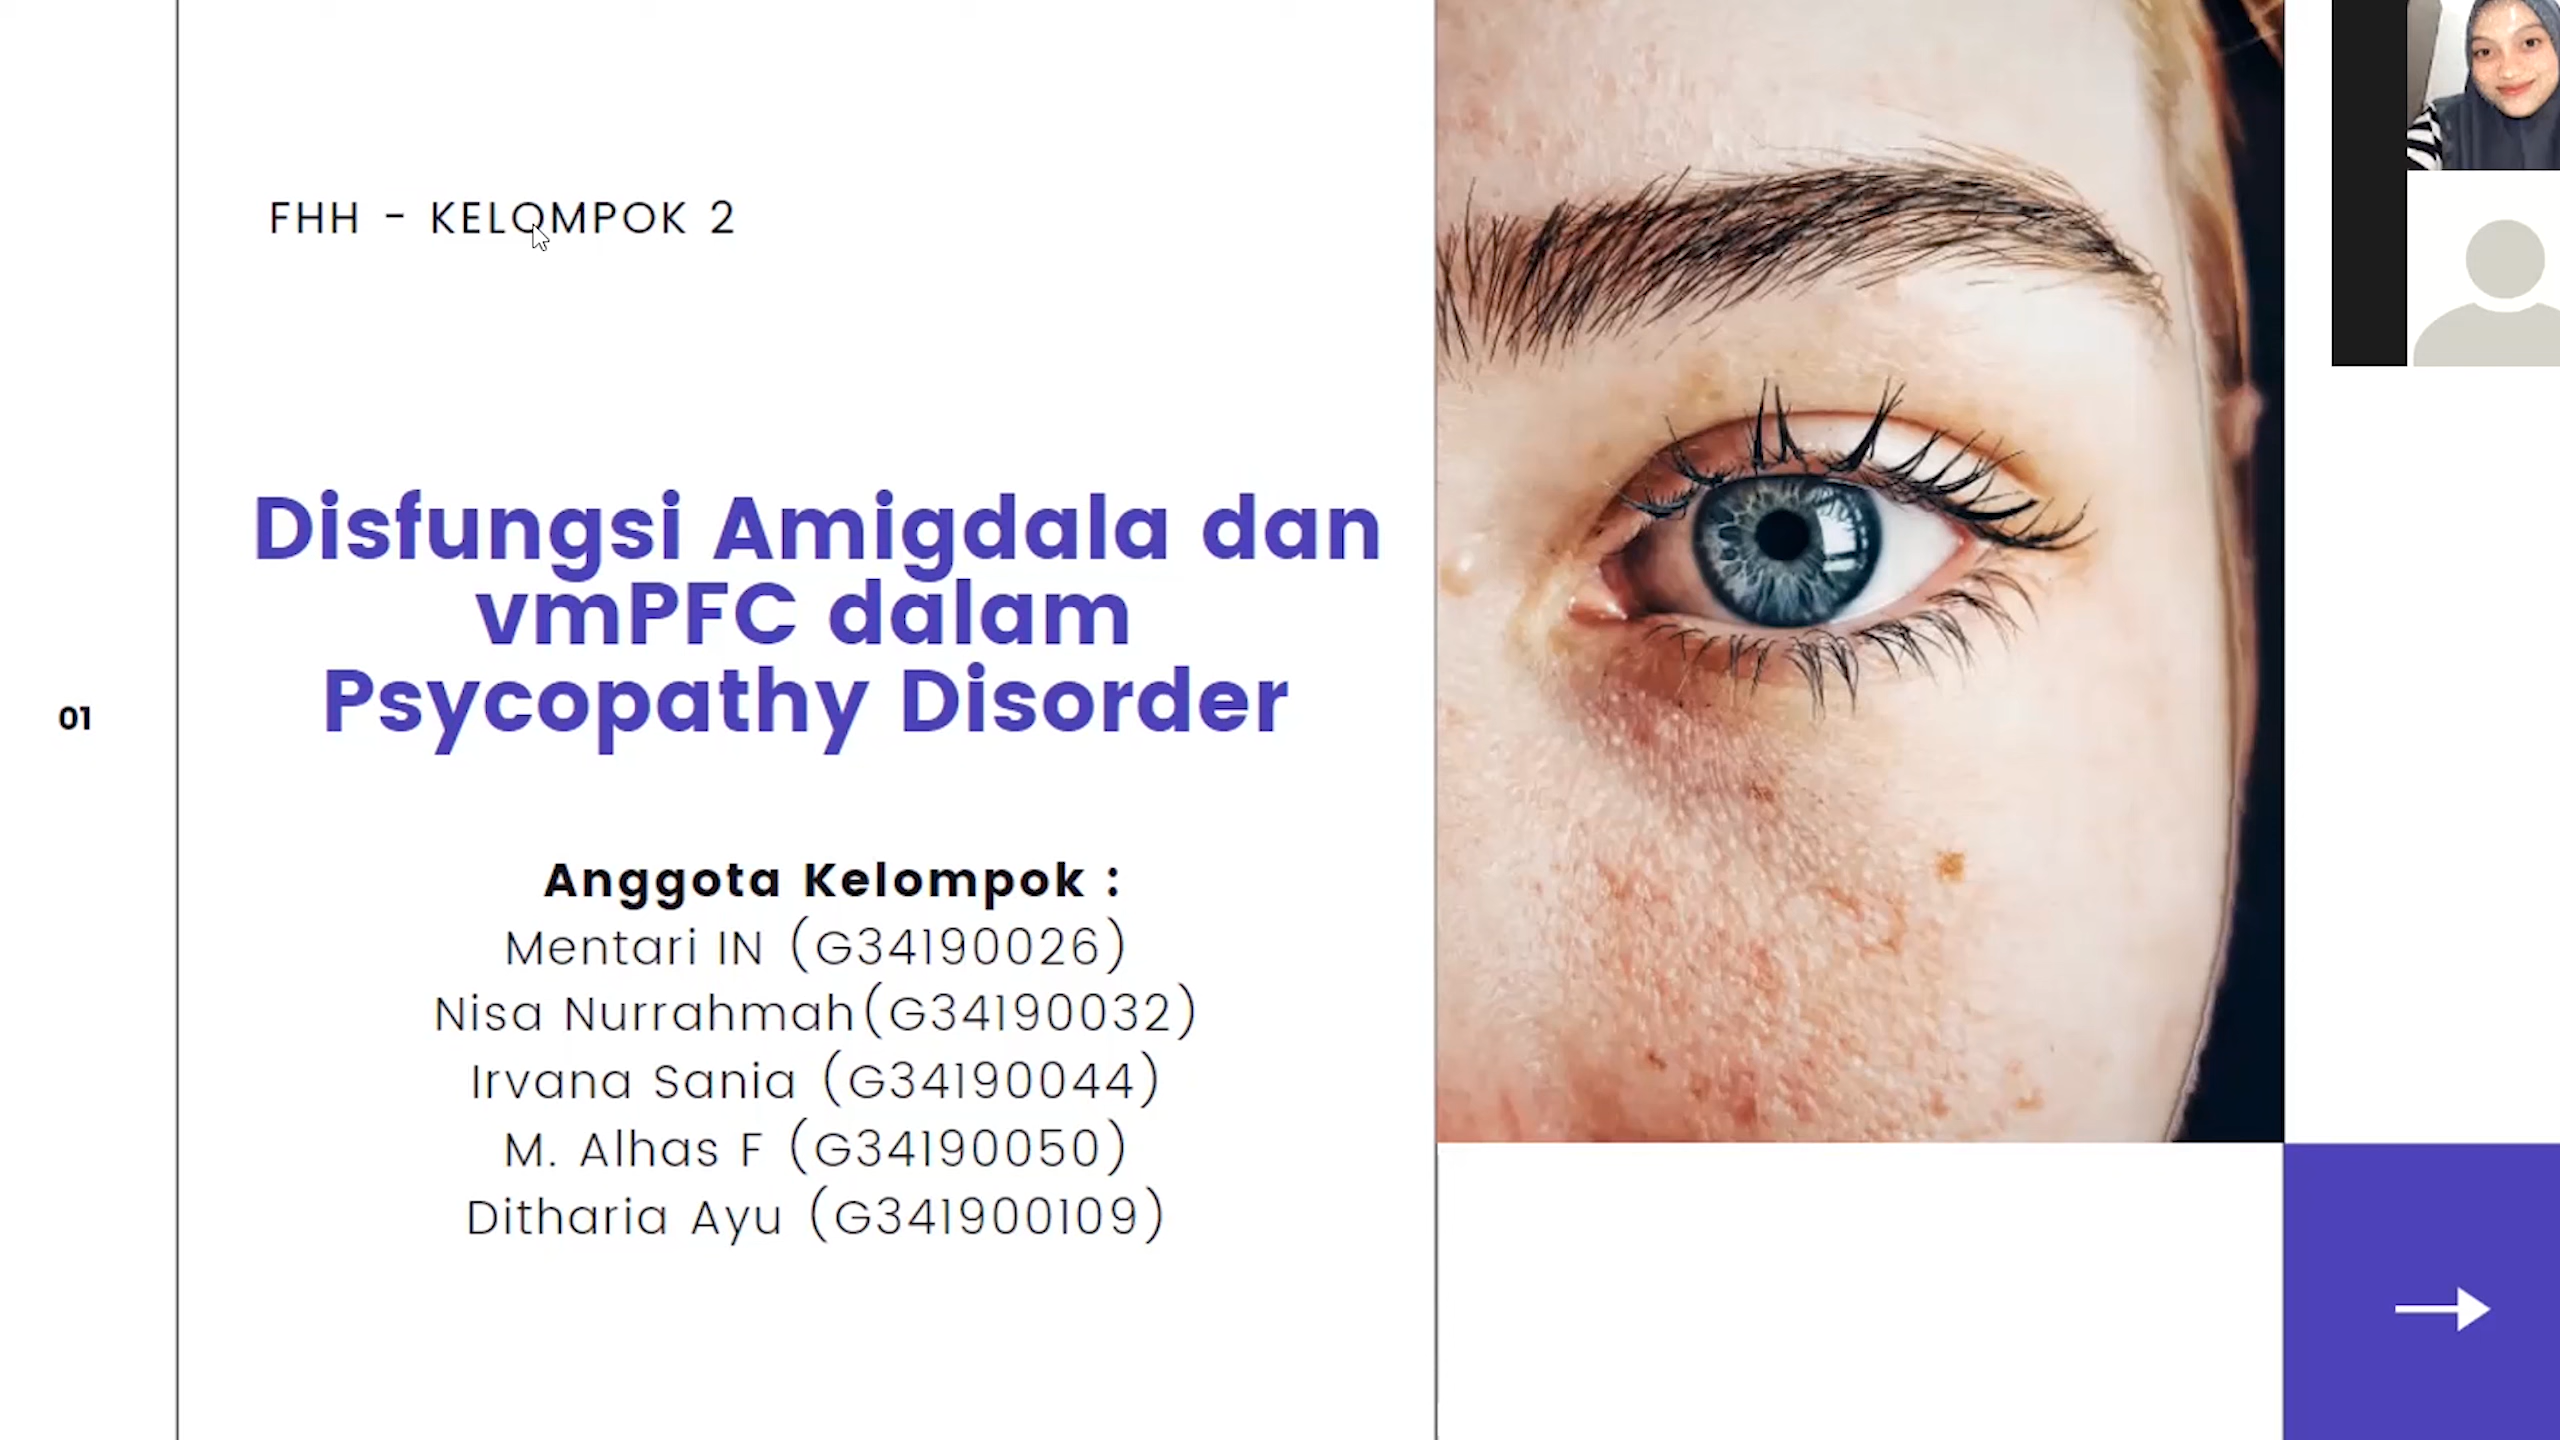 FHH - KELOMPOK 2
Disfungsi Amigdala dan
vmPFC dalam
Psycopathy Disorder
01
Anggota Kelompok :
Mentari IN (G34190026)
Nisa Nurrahmah(G34190032)
Irvana Sania (G34190044)
M. Alhas F (G34190050)
Ditharia Ayu (G341900109)